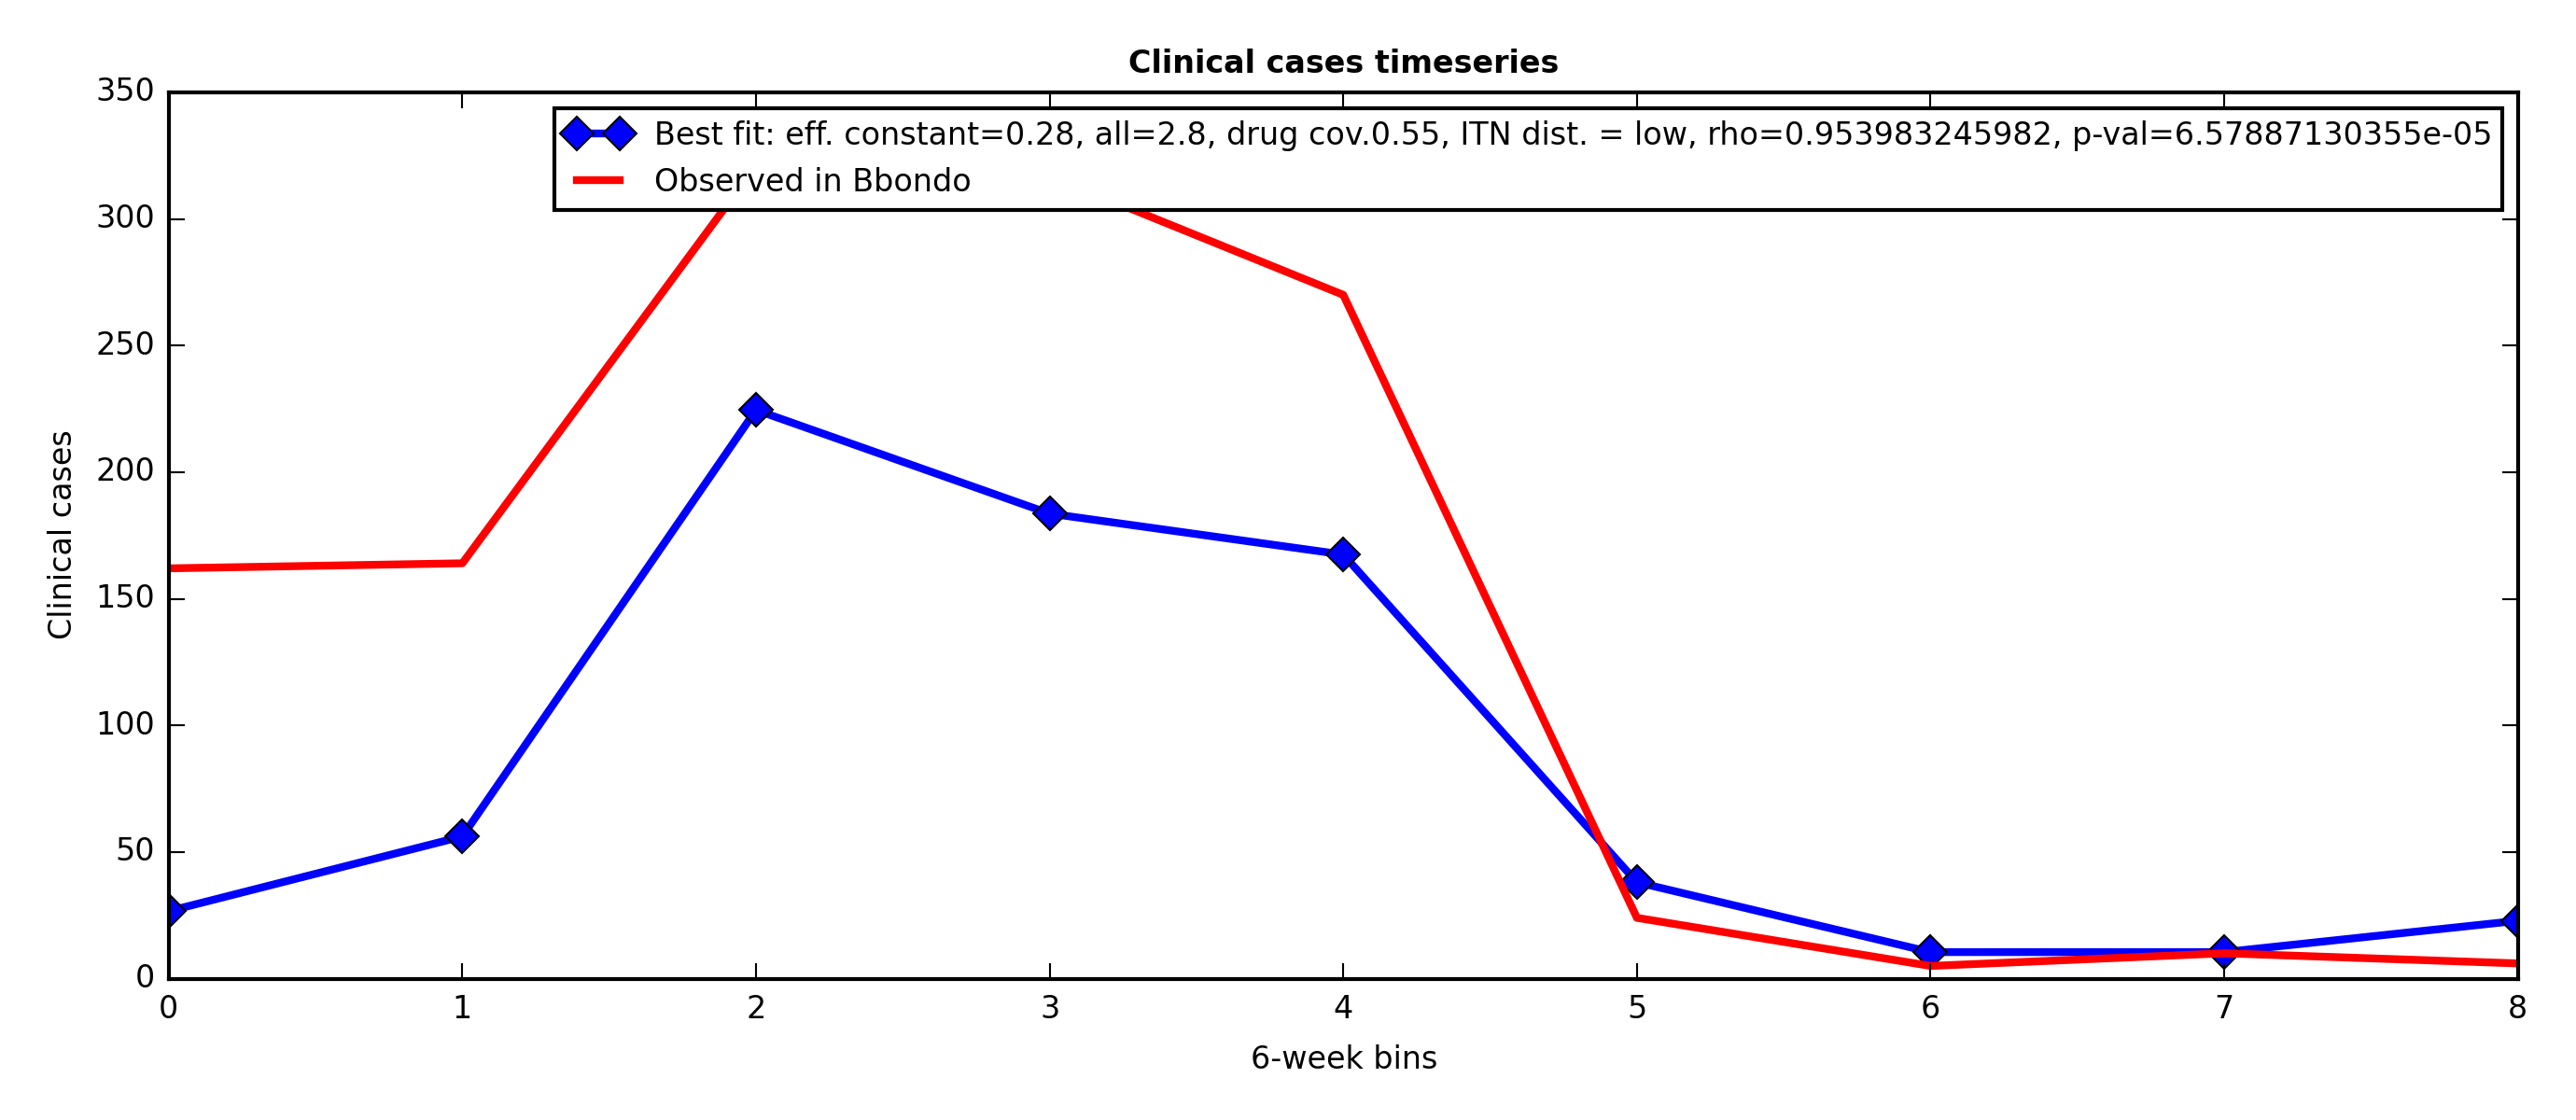 Clinical cases timeseries
Best fit: eff. constant=0.28, all=2.8, drug cov.0.55, ITN dist. = low, rho=0.953983245982, p-val=6.57887130355e-05
Observed in Bbondo
350
300
250
200
150
100
50
0
Clinical cases
0 1 2 3 4 5 6 7 8
6-week bins